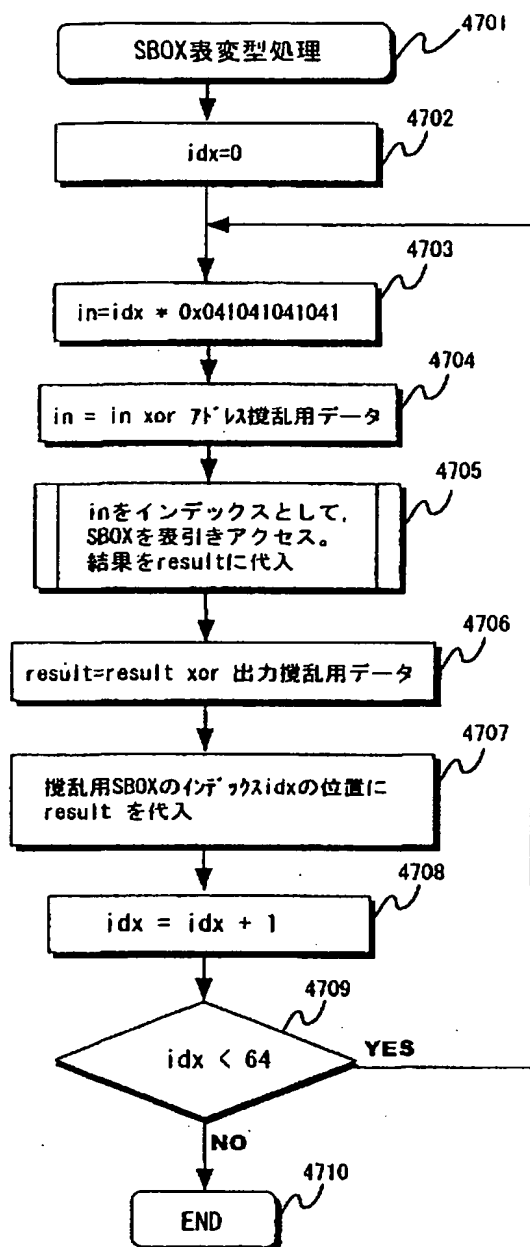 4701
SBOX表変型処理
4702
idx=0
4703
in=idx * 0x041041041041
4704
in = in xor ｱﾄﾞﾚｽ撹乱用データ
4705
inをインデックスとして,
SBOXを表引きアクセス。
結果をresultに代入
4706
result=result xor 出力撹乱用データ
4707
撹乱用SBOXのｲﾝﾃﾞｯｸｽidxの位置に
result を代入
4708
idx = idx + 1
4709
idx < 64
YES
NO
4710
END